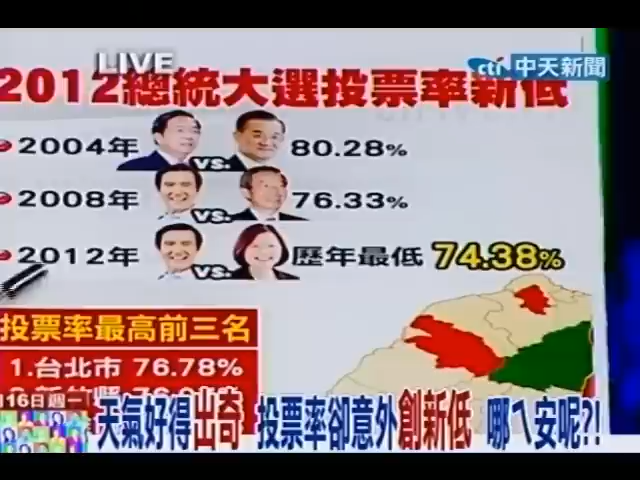 LIVE
cti 中天新聞
2012總統大選投票率新低
2004年 vs. 80.28%
2008年 vs. 76.33%
2012年 vs. 歷年最低 74.38%
投票率最高前三名
1.台北市 76.78%
16日週一
天氣好得出奇 投票率卻意外創新低 哪ㄟ安呢?!